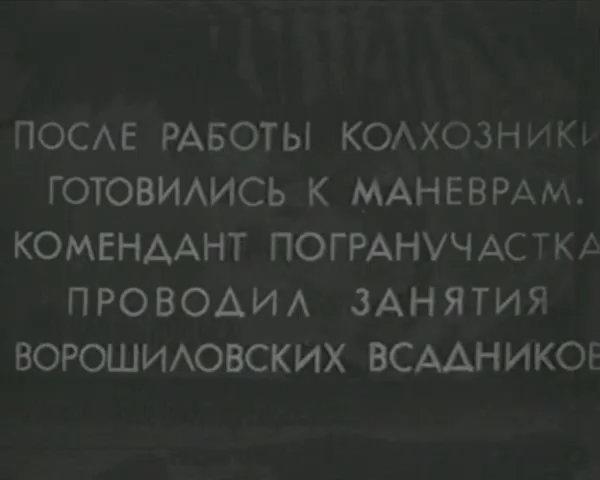 ПОСЛЕ РАБОТЫ КОЛХОЗНИКИ
ГОТОВИЛИСЬ К МАНЕВРАМ.
КОМЕНДАНТ ПОГРАНУЧАСТКА
ПРОВОДИЛ ЗАНЯТИЯ
ВОРОШИЛОВСКИХ ВСАДНИКОВ